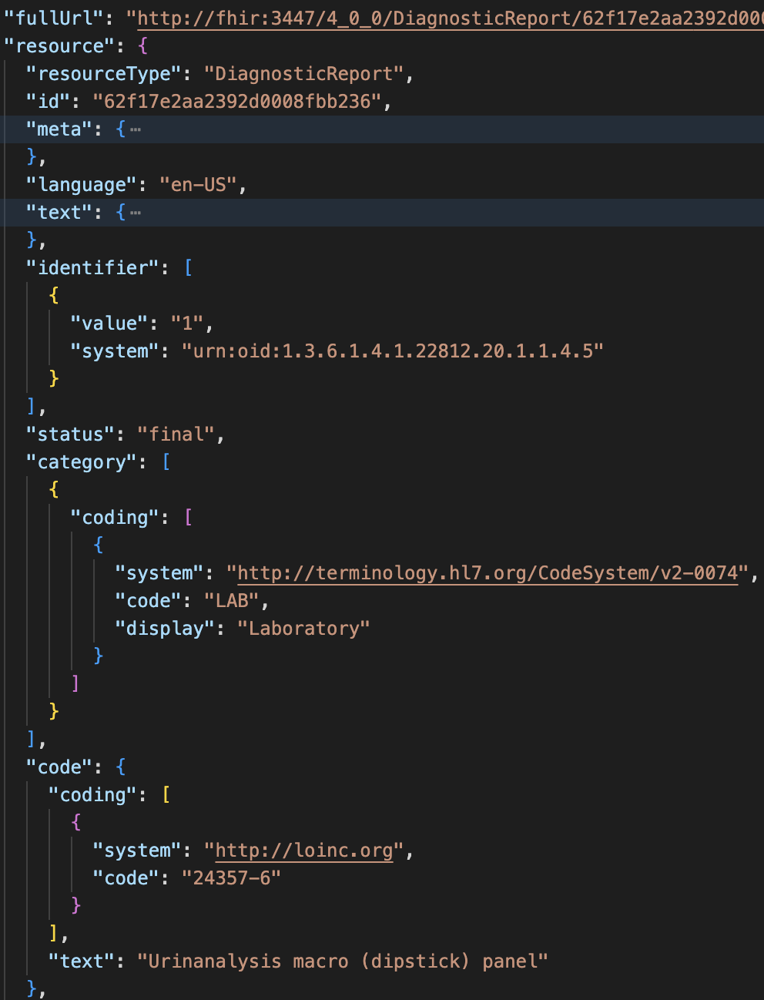 "fullUrl": "http://fhir:3447/4_0_0/DiagnosticReport/62f17e2aa2392d000
"resource": {
"resourceType": "DiagnosticReport",
"id": "62f17e2aa2392d0008fbb236",
"meta": { ⋯
},
"language": "en-US",
"text": { ⋯
},
"identifier": [
{
"value": "1",
"system": "urn:oid:1.3.6.1.4.1.22812.20.1.1.4.5"
}
],
"status": "final",
"category": [
{
"coding": [
{
"system": "http://terminology.hl7.org/CodeSystem/v2-0074",
"code": "LAB",
"display": "Laboratory"
}
]
}
],
"code": {
"coding": [
{
"system": "http://loinc.org",
"code": "24357-6"
}
],
"text": "Urinanalysis macro (dipstick) panel"
},